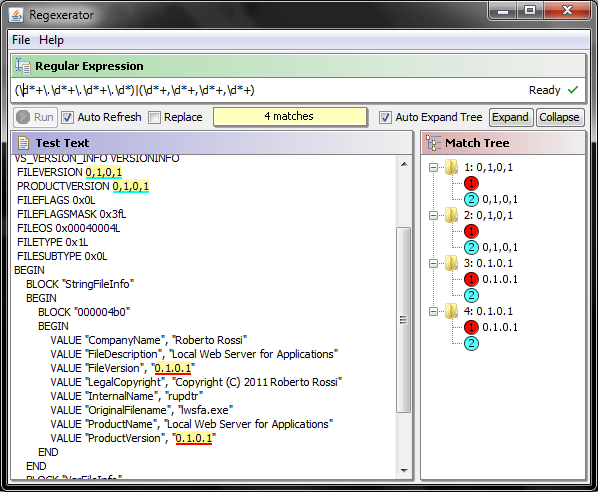 Regexerator
File Help
Regular Expression
(\d*+\.\d*+\.\d*+\.\d*)|(\d*+,\d*+,\d*+,\d*+) Ready
Run Auto Refresh Replace 4 matches Auto Expand Tree Expand Collapse
Test Text
VS_VERSION_INFO VERSIONINFO
FILEVERSION 0,1,0,1
PRODUCTVERSION 0,1,0,1
FILEFLAGS 0x0L
FILEFLAGSMASK 0x3fL
FILEOS 0x00040004L
FILETYPE 0x1L
FILESUBTYPE 0x0L
BEGIN
BLOCK "StringFileInfo"
BEGIN
BLOCK "000004b0"
BEGIN
VALUE "CompanyName", "Roberto Rossi"
VALUE "FileDescription", "Local Web Server for Applications"
VALUE "FileVersion", "0.1.0.1"
VALUE "LegalCopyright", "Copyright (C) 2011 Roberto Rossi"
VALUE "InternalName", "rupdtr"
VALUE "OriginalFilename", "lwsfa.exe"
VALUE "ProductName", "Local Web Server for Applications"
VALUE "ProductVersion", "0.1.0.1"
END
END
BLOCK "VarFileInfo"
Match Tree
1: 0,1,0,1
1
2 0,1,0,1
2: 0,1,0,1
1
2 0,1,0,1
3: 0.1.0.1
1 0.1.0.1
2
4: 0.1.0.1
1 0.1.0.1
2